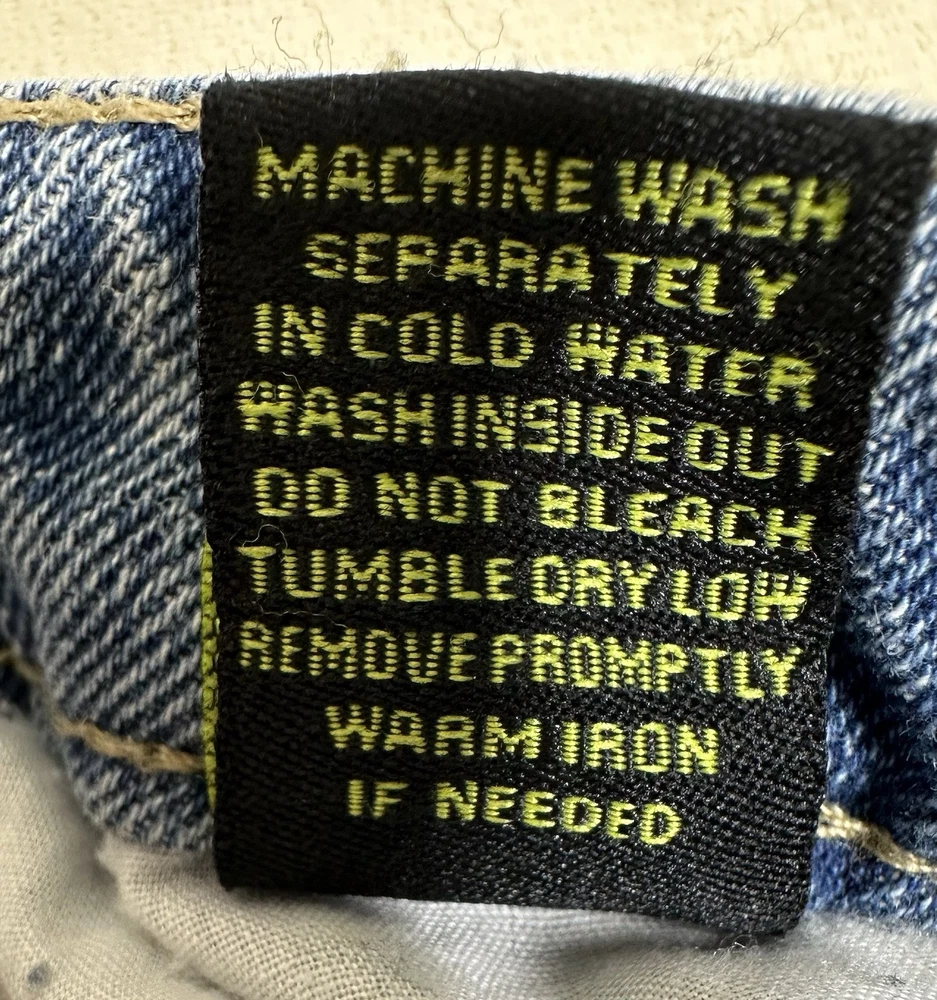 MACHINE WASH
SEPARATELY
IN COLD WATER
WASH INSIDE OUT
DO NOT BLEACH
TUMBLE DRY LOW
REMOVE PROMPTLY
WARM IRON
IF NEEDED